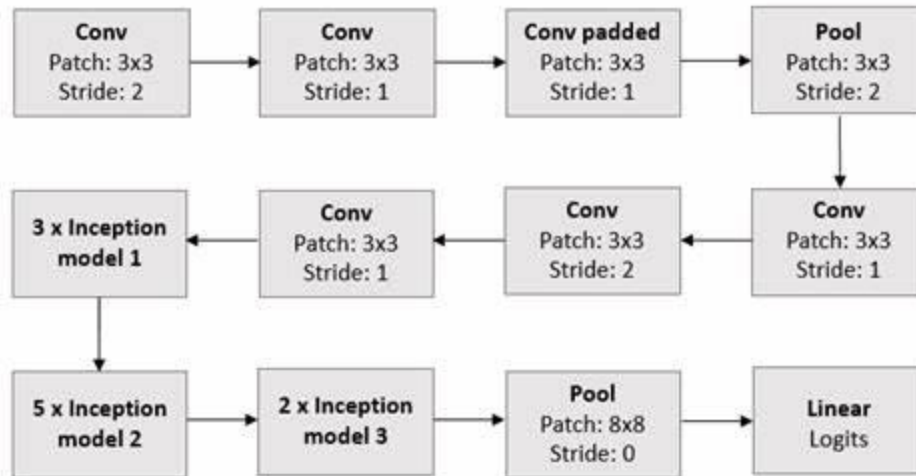 Conv
Patch: 3x3
Stride: 2
Conv
Patch: 3x3
Stride: 1
Conv padded
Patch: 3x3
Stride: 1
Pool
Patch: 3x3
Stride: 2
Conv
Patch: 3x3
Stride: 1
Conv
Patch: 3x3
Stride: 2
Conv
Patch: 3x3
Stride: 1
3 x Inception
model 1
5 x Inception
model 2
2 x Inception
model 3
Pool
Patch: 8x8
Stride: 0
Linear
Logits